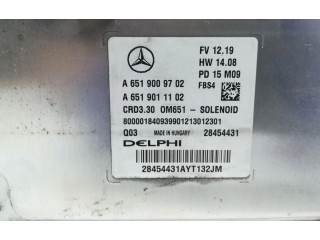 FV 12.19
HW 14.08
PD 15 M09
A 651 900 97 02
FBS4
A 651 901 11 02
CRD3.30 OM651 - SOLENOID
80000184093990121301 2301
Q03 MADE IN HUNGARY 28454431
DELPHI
28454431AYT132JM